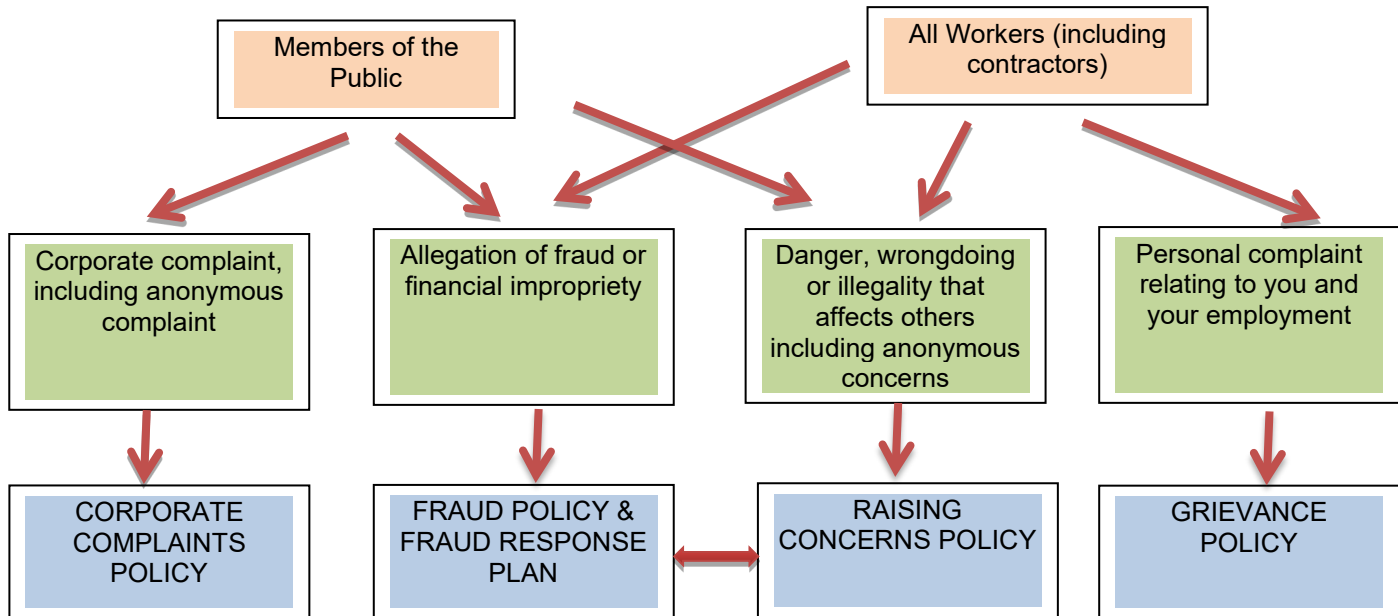 Members of the
Public
All Workers (including
contractors)
Corporate complaint,
including anonymous
complaint
Allegation of fraud or
financial impropriety
Danger, wrongdoing
or illegality that
affects others
including anonymous
concerns
Personal complaint
relating to you and
your employment
CORPORATE
COMPLAINTS
POLICY
FRAUD POLICY &
FRAUD RESPONSE
PLAN
RAISING
CONCERNS POLICY
GRIEVANCE
POLICY